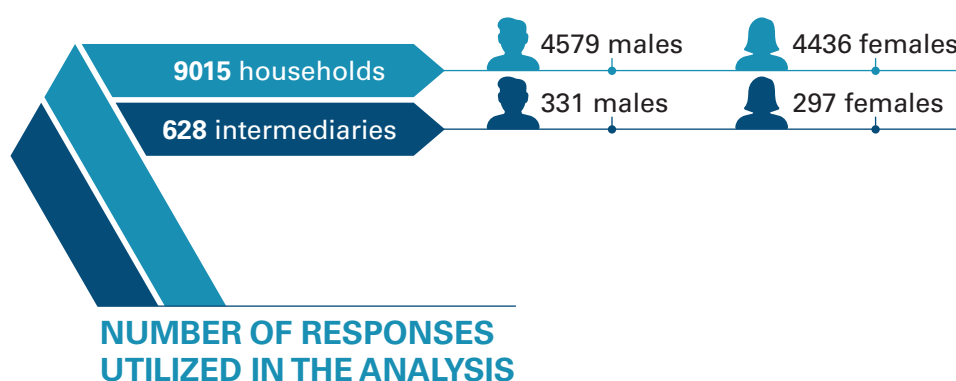 9015 households
4579 males
4436 females
628 intermediaries
331 males
297 females
NUMBER OF RESPONSES
UTILIZED IN THE ANALYSIS